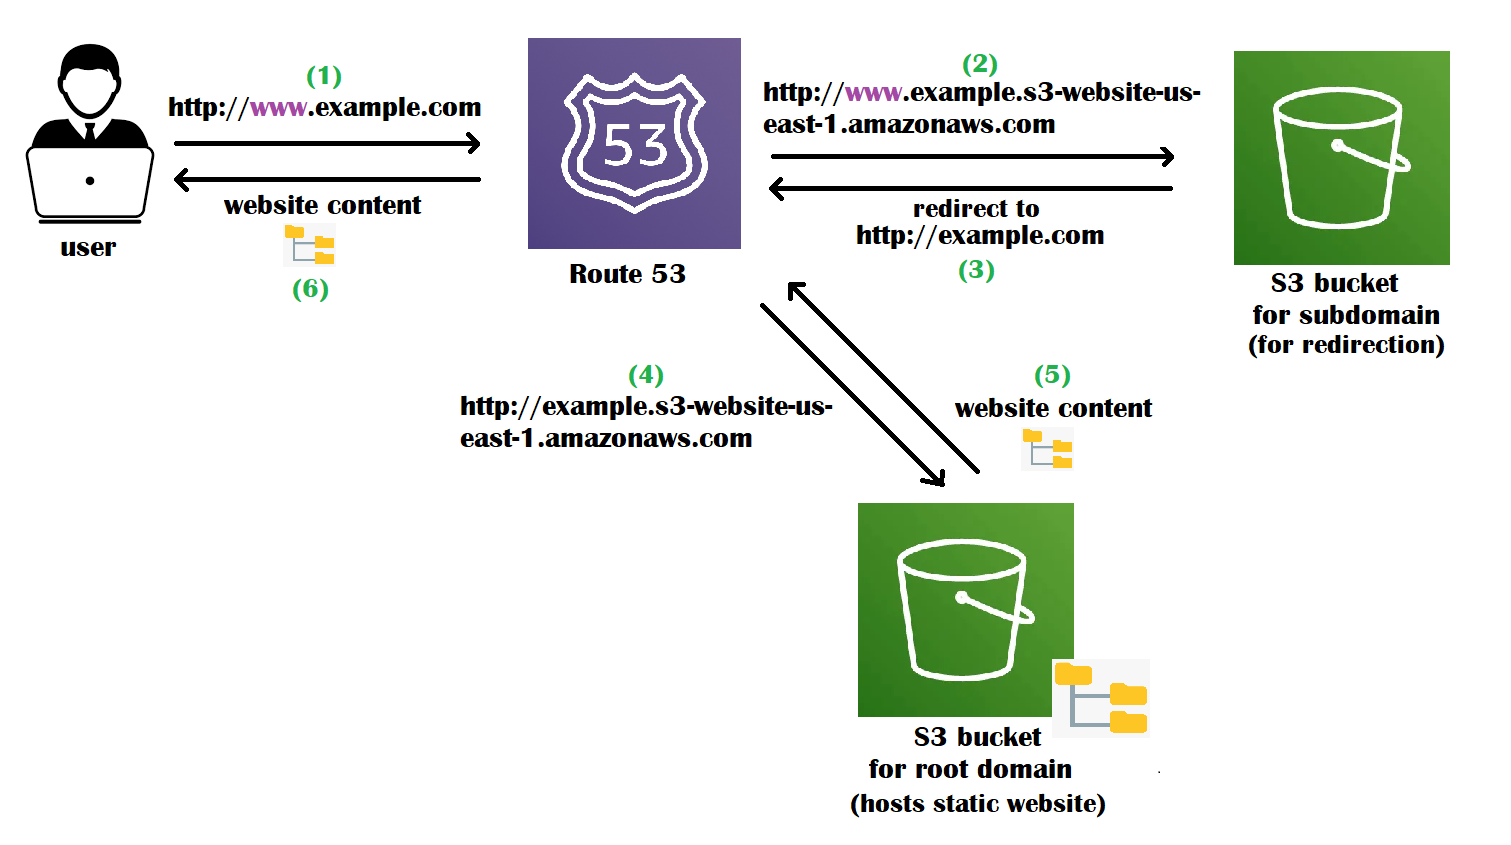 (1)
http://www.example.com
website content
(6)
user
53
Route 53
(2)
http://www.example.s3-website-us-
east-1.amazonaws.com
redirect to
http://example.com
(3)
S3 bucket
for subdomain
(for redirection)
(4)
http://example.s3-website-us-
east-1.amazonaws.com
(5)
website content
S3 bucket
for root domain
(hosts static website)